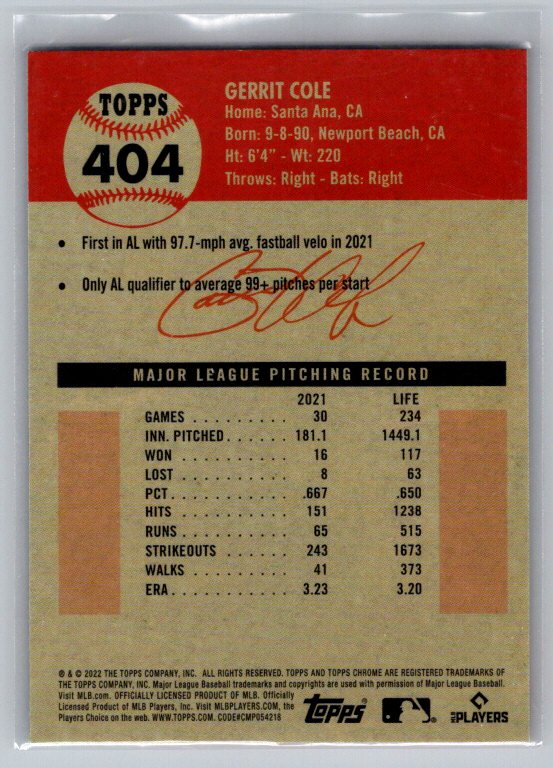 TOPPS
404
GERRIT COLE
Home: Santa Ana, CA
Born: 9-8-90, Newport Beach, CA
Ht: 6'4" - Wt: 220
Throws: Right - Bats: Right
• First in AL with 97.7-mph avg. fastball velo in 2021
• Only AL qualifier to average 99+ pitches per start
MAJOR LEAGUE PITCHING RECORD
2021 LIFE
GAMES . . . . . . . . . . 30 234
INN. PITCHED . . . . . . . 181.1 1449.1
WON . . . . . . . . . . . 16 117
LOST . . . . . . . . . . . 8 63
PCT . . . . . . . . . . . . .667 .650
HITS . . . . . . . . . . . 151 1238
RUNS . . . . . . . . . . . 65 515
STRIKEOUTS . . . . . . . . 243 1673
WALKS . . . . . . . . . . 41 373
ERA . . . . . . . . . . . . 3.23 3.20
® & © 2022 THE TOPPS COMPANY, INC. ALL RIGHTS RESERVED. TOPPS AND TOPPS CHROME ARE REGISTERED TRADEMARKS OF
THE TOPPS COMPANY, INC. Major League Baseball trademarks and copyrights are used with permission of Major League Baseball.
Visit MLB.com. OFFICIALLY LICENSED PRODUCT OF MLB. Officially
Licensed Product of MLB Players, Inc. Visit MLBPLAYERS.COM, the
Players Choice on the web. WWW.TOPPS.COM. CODE#CMP054218
Topps
MLB PLAYERS